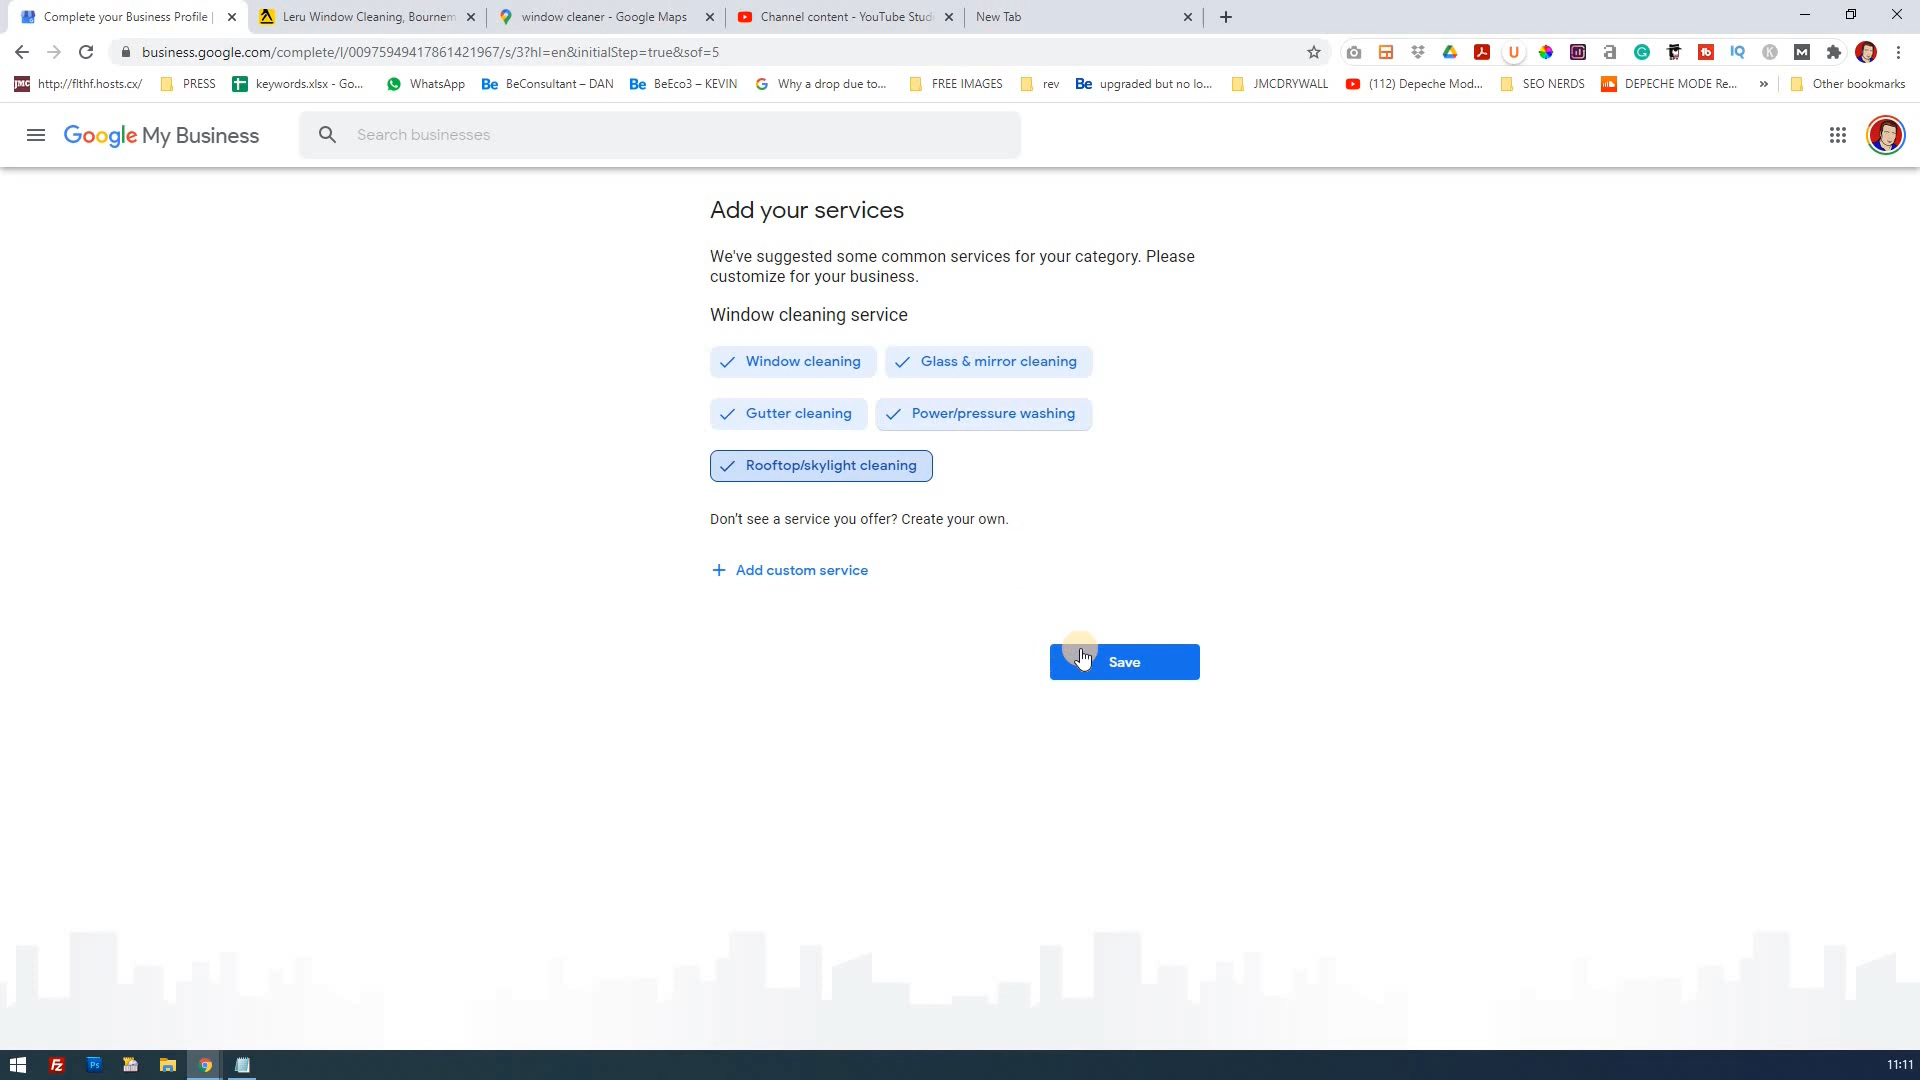 Complete your Business Profile |
Leru Window Cleaning, Bournem
window cleaner - Google Maps
Channel content - YouTube Studi
New Tab
business.google.com/complete/l/00975949417861421967/s/3?hl=en&initialStep=true&sof=5
http://flthf.hosts.cx/
PRESS
keywords.xlsx - Go...
WhatsApp
BeConsultant – DAN
BeEco3 – KEVIN
Why a drop due to...
FREE IMAGES
rev
upgraded but no lo...
JMCDRYWALL
(112) Depeche Mod...
SEO NERDS
DEPECHE MODE Re...
»
Other bookmarks
Google My Business
Search businesses
Add your services
We've suggested some common services for your category. Please
customize for your business.
Window cleaning service
Window cleaning
Glass & mirror cleaning
Gutter cleaning
Power/pressure washing
Rooftop/skylight cleaning
Don't see a service you offer? Create your own.
+ Add custom service
Save
11:11